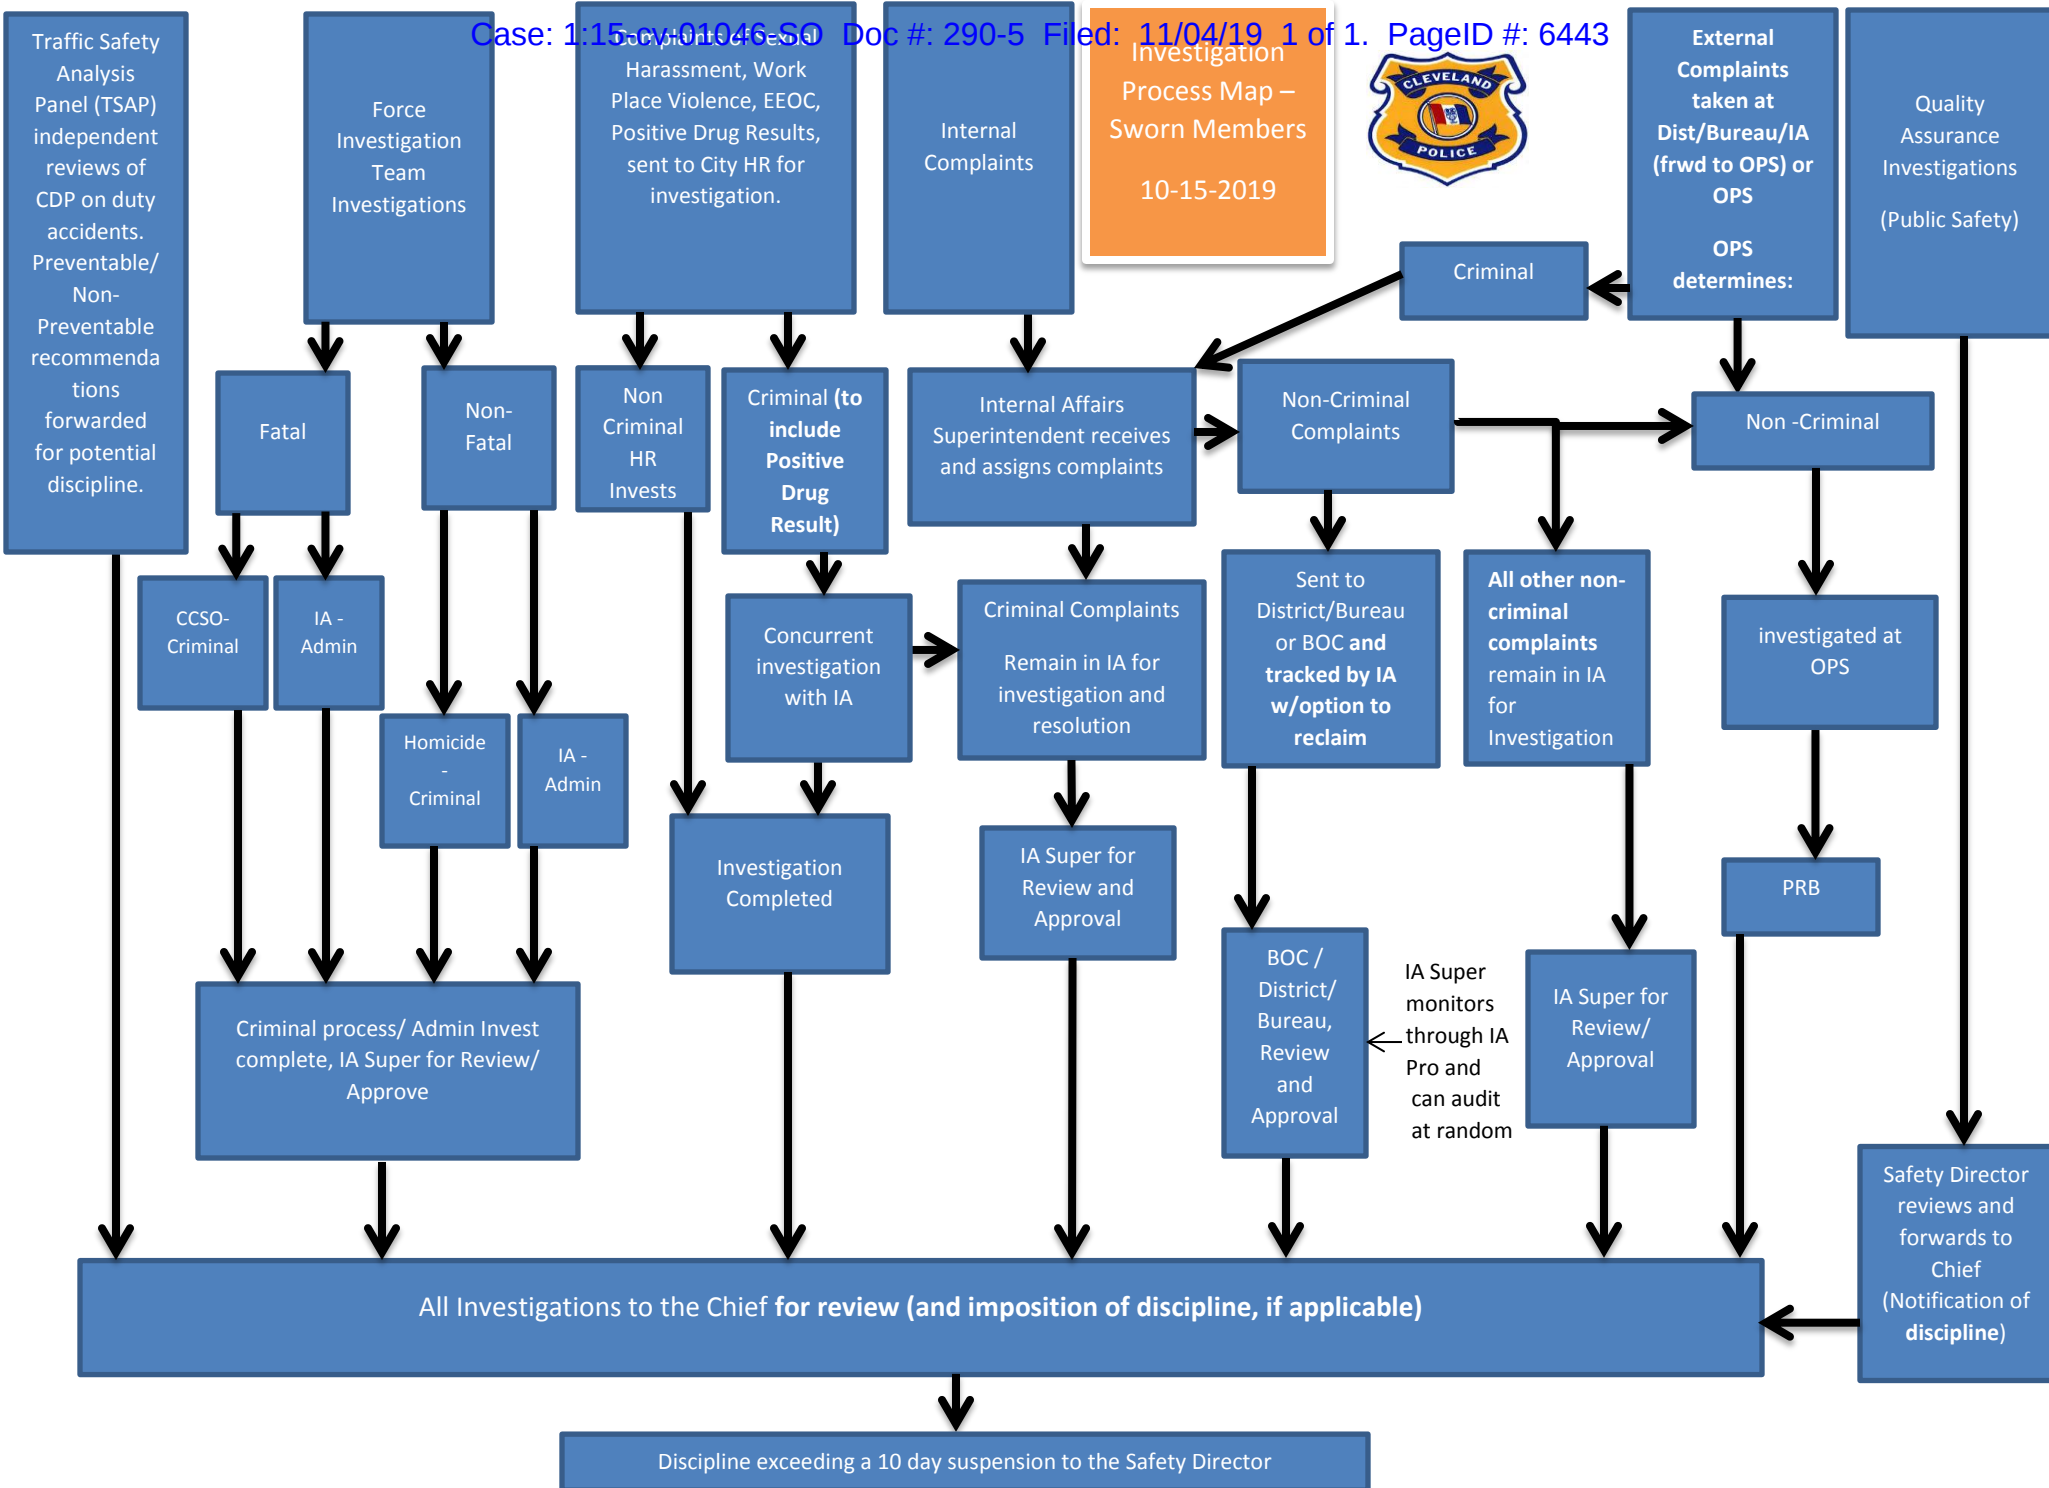 Case: 1:15-cv-01046-SO Doc #: 290-5 Filed: 11/04/19 1 of 1. PageID #: 6443
Traffic Safety
Analysis
Panel (TSAP)
independent
reviews of
CDP on duty
accidents.
Preventable/
Non-
Preventable
recommenda
tions
forwarded
for potential
discipline.
Force
Investigation
Team
Investigations
Complaints of Sexual
Harassment, Work
Place Violence, EEOC,
Positive Drug Results,
sent to City HR for
investigation.
Internal
Complaints
Investigation
Process Map –
Sworn Members
10-15-2019
CLEVELAND
POLICE
External
Complaints
taken at
Dist/Bureau/IA
(frwd to OPS) or
OPS
OPS
determines:
Quality
Assurance
Investigations
(Public Safety)
Criminal
Fatal
Non-
Fatal
Non
Criminal
HR
Invests
Criminal (to
include
Positive
Drug
Result)
Internal Affairs
Superintendent receives
and assigns complaints
Non-Criminal
Complaints
Non -Criminal
CCSO-
Criminal
IA -
Admin
Homicide
-
Criminal
IA -
Admin
Concurrent
investigation
with IA
Criminal Complaints
Remain in IA for
investigation and
resolution
Sent to
District/Bureau
or BOC and
tracked by IA
w/option to
reclaim
All other non-
criminal
complaints
remain in IA
for
Investigation
investigated at
OPS
Investigation
Completed
IA Super for
Review and
Approval
PRB
Criminal process/ Admin Invest
complete, IA Super for Review/
Approve
BOC /
District/
Bureau,
Review
and
Approval
IA Super
monitors
through IA
Pro and
can audit
at random
IA Super for
Review/
Approval
Safety Director
reviews and
forwards to
Chief
(Notification of
discipline)
All Investigations to the Chief for review (and imposition of discipline, if applicable)
Discipline exceeding a 10 day suspension to the Safety Director